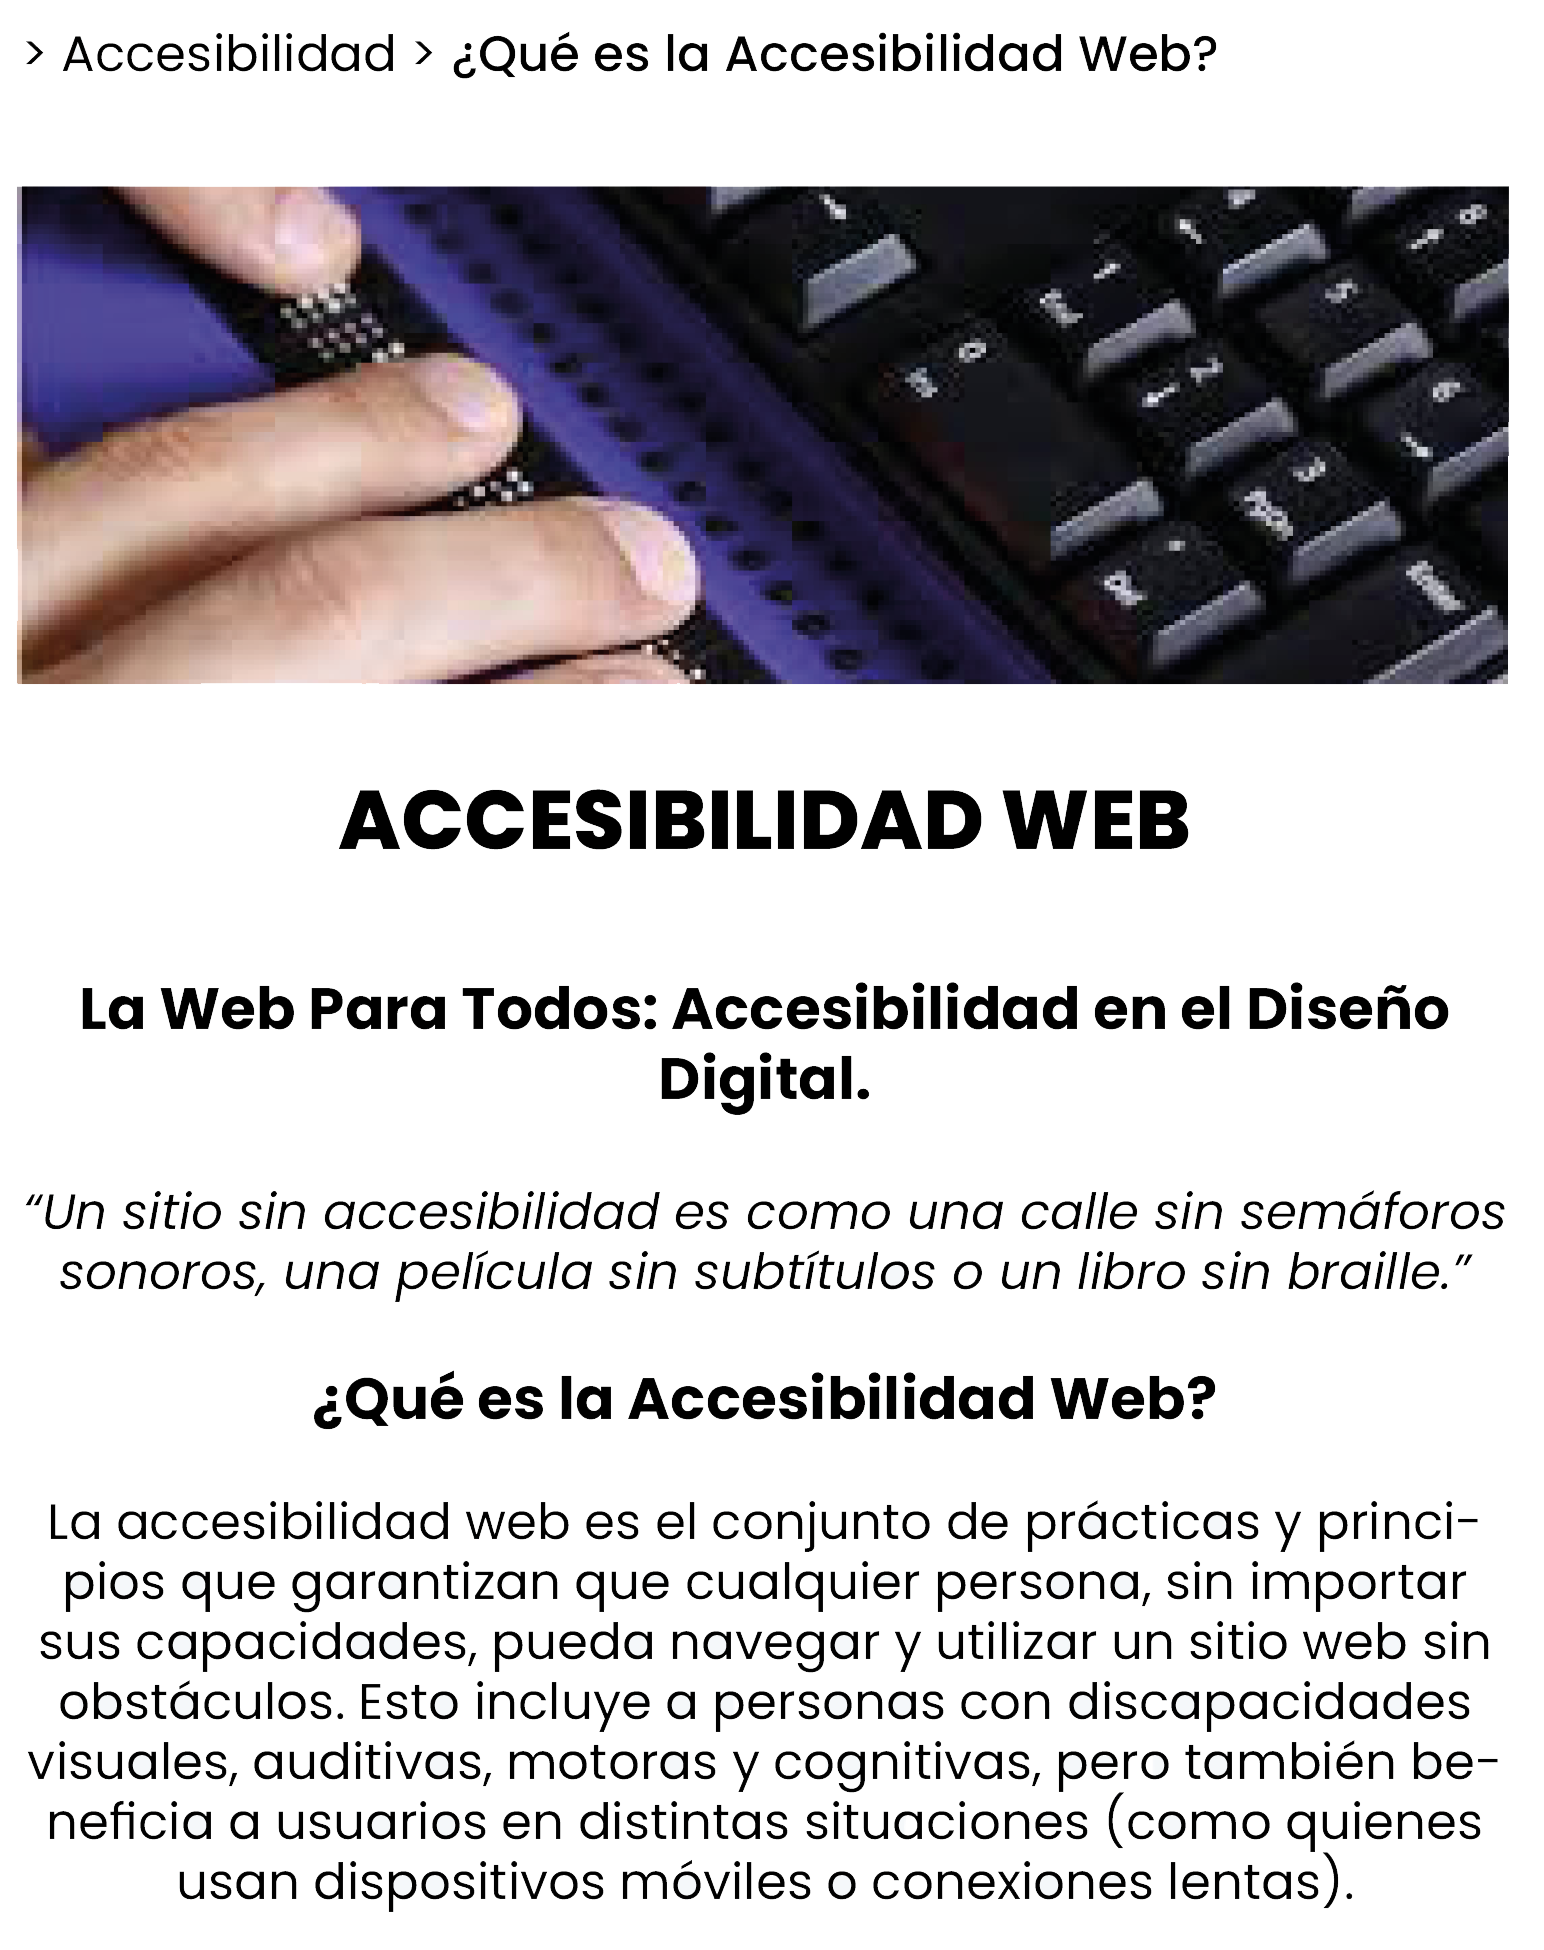 > Accesibilidad > ¿Qué es la Accesibilidad Web?
ACCESIBILIDAD WEB
La Web Para Todos: Accesibilidad en el Diseño
Digital.
“Un sitio sin accesibilidad es como una calle sin semáforos
sonoros, una película sin subtítulos o un libro sin braille.”
¿Qué es la Accesibilidad Web?
La accesibilidad web es el conjunto de prácticas y princi-
pios que garantizan que cualquier persona, sin importar
sus capacidades, pueda navegar y utilizar un sitio web sin
obstáculos. Esto incluye a personas con discapacidades
visuales, auditivas, motoras y cognitivas, pero también be-
neficia a usuarios en distintas situaciones (como quienes
usan dispositivos móviles o conexiones lentas).